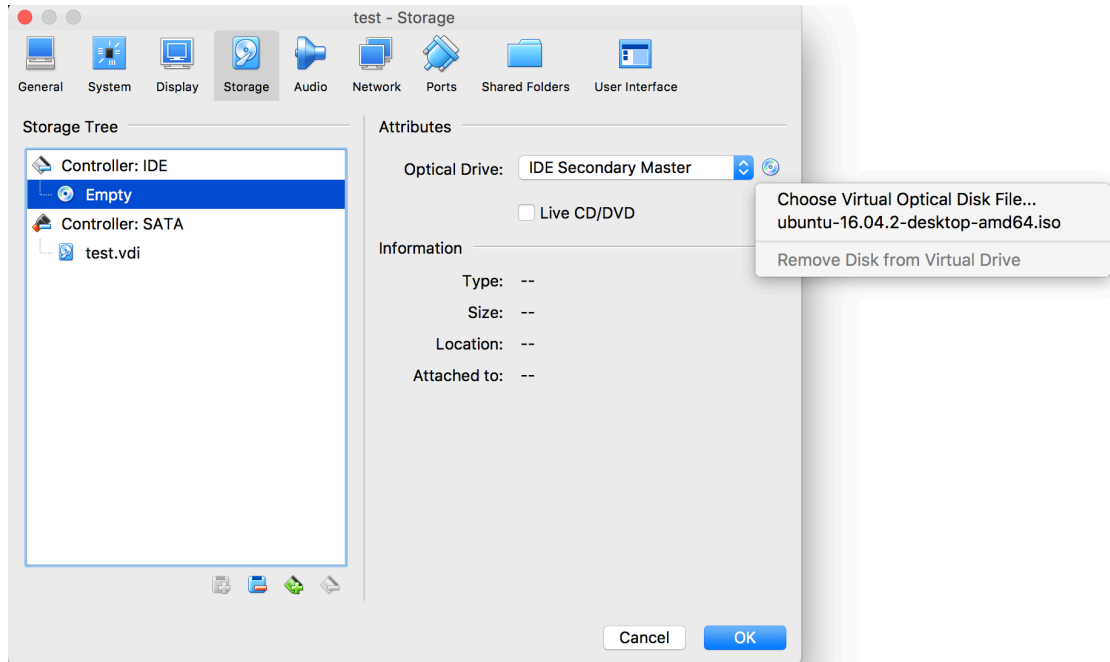 test - Storage
General System Display Storage Audio Network Ports Shared Folders User Interface
Storage Tree
Controller: IDE
Empty
Controller: SATA
test.vdi
Attributes
Optical Drive: IDE Secondary Master
Live CD/DVD
Choose Virtual Optical Disk File...
ubuntu-16.04.2-desktop-amd64.iso
Remove Disk from Virtual Drive
Information
Type: --
Size: --
Location: --
Attached to: --
Cancel OK